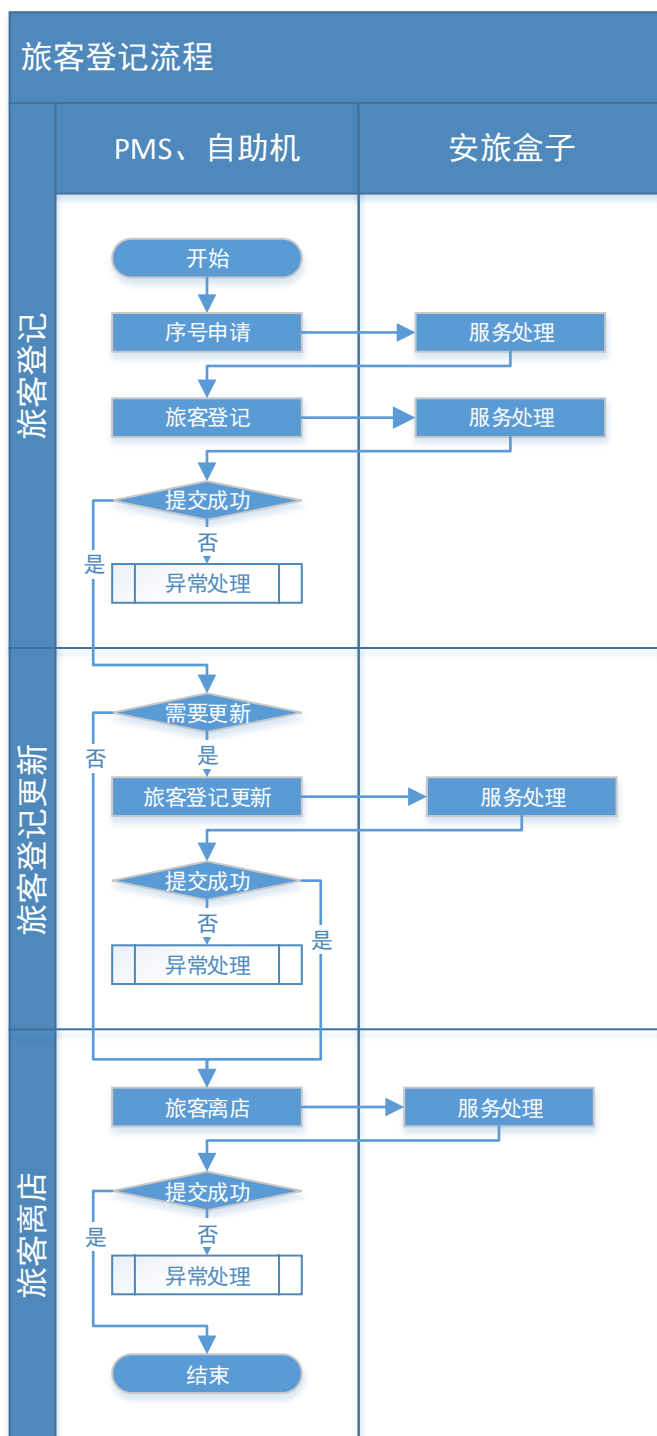 旅客登记流程
PMS、自助机
安旅盒子
旅客登记
开始
序号申请
服务处理
旅客登记
服务处理
提交成功
否
是
异常处理
旅客登记更新
需要更新
否
是
旅客登记更新
服务处理
提交成功
否
是
异常处理
旅客离店
旅客离店
服务处理
提交成功
否
是
异常处理
结束